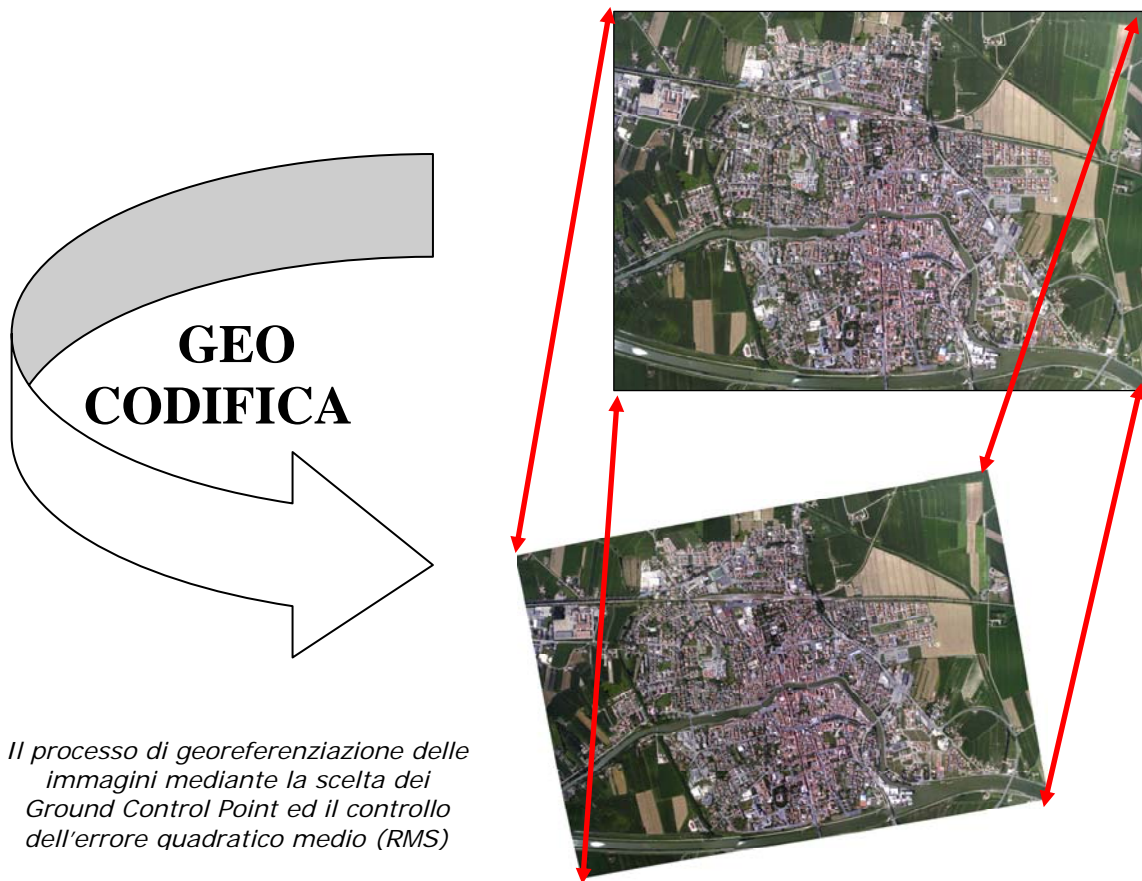 GEO
CODIFICA
Il processo di georeferenziazione delle
immagini mediante la scelta dei
Ground Control Point ed il controllo
dell'errore quadratico medio (RMS)